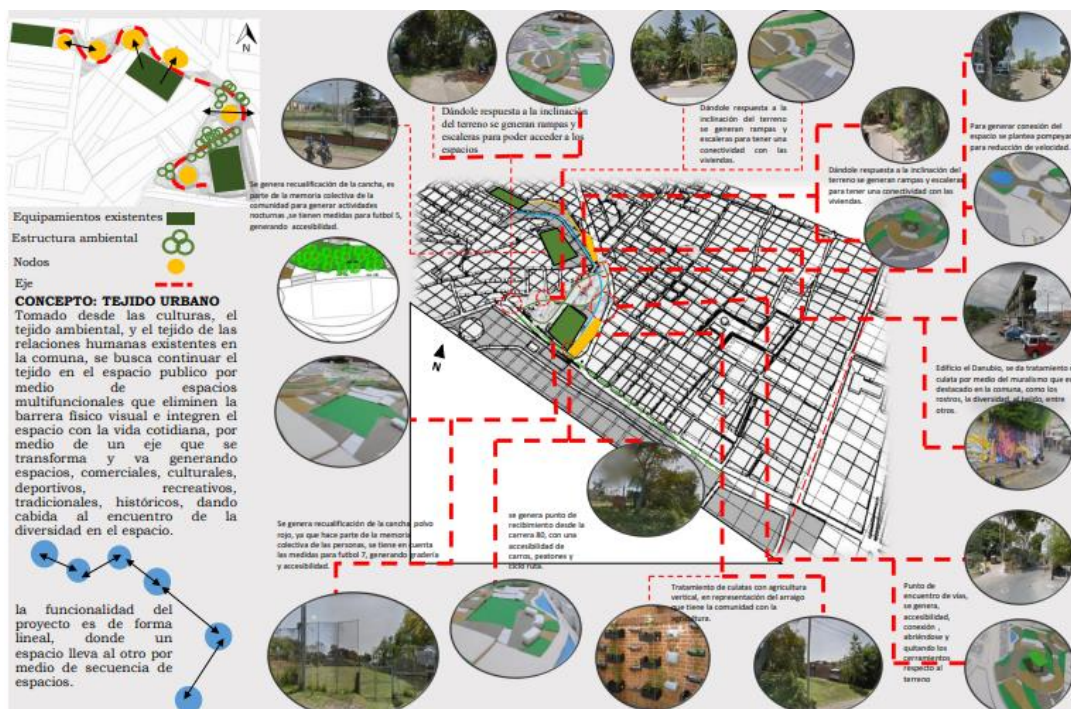 N
Equipamientos existentes
Estructura ambiental
Nodos
Eje
CONCEPTO: TEJIDO URBANO
Tomado desde las culturas, el
tejido ambiental, y el tejido de las
relaciones humanas existentes en
la comuna, se busca continuar el
tejido en el espacio publico por
medio de espacios
multifuncionales que eliminen la
barrera físico visual e integren el
espacio con la vida cotidiana, por
medio de un eje que se
transforma y va generando
espacios, comerciales, culturales,
deportivos, recreativos,
tradicionales, históricos, dando
cabida al encuentro de la
diversidad en el espacio.
la funcionalidad del
proyecto es de forma
lineal, donde un
espacio lleva al otro por
medio de secuencia de
espacios.
Dándole respuesta a la inclinación
del terreno se generan rampas y
escaleras para poder acceder a los
espacios
Dándole respuesta a la
inclinación del terreno
se generan rampas y
escaleras para tener una
conectividad con las
viviendas.
Dándole respuesta a la inclinación del
terreno se generan rampas y escaleras
para tener una conectividad con las
viviendas.
Para generar conexión del
espacio se plantea pompeyan
para reducción de velocidad.
Se genera recualificación de la cancha, es
parte de la memoria colectiva de la
comunidad para generar actividades
nocturnas ,se tienen medidas para futbol 5,
generando accesibilidad.
N
Edificio el Danubio, se da tratamiento
culata por medio del muralismo que en
destacado en la comuna, como los
rostros, la diversidad, el tejido, entre
otros.
Se genera recualificación de la cancha polvo
rojo, ya que hace parte de la memoria
colectiva de las personas, se tiene en cuenta
las medidas para futbol 7, generando gradería
y accesibilidad.
se genera punto de
recibimiento desde la
carrera 80, con una
accesibilidad de
carros, peatones y
ciclo ruta.
Tratamiento de culatas con agricultura
vertical, en representación del arraigo
que tiene la comunidad con la
agricultura.
Punto de
encuentro de vías,
se genera,
accesibilidad,
conexión ,
abriéndose y
quitando los
cerramientos
respecto al
terreno